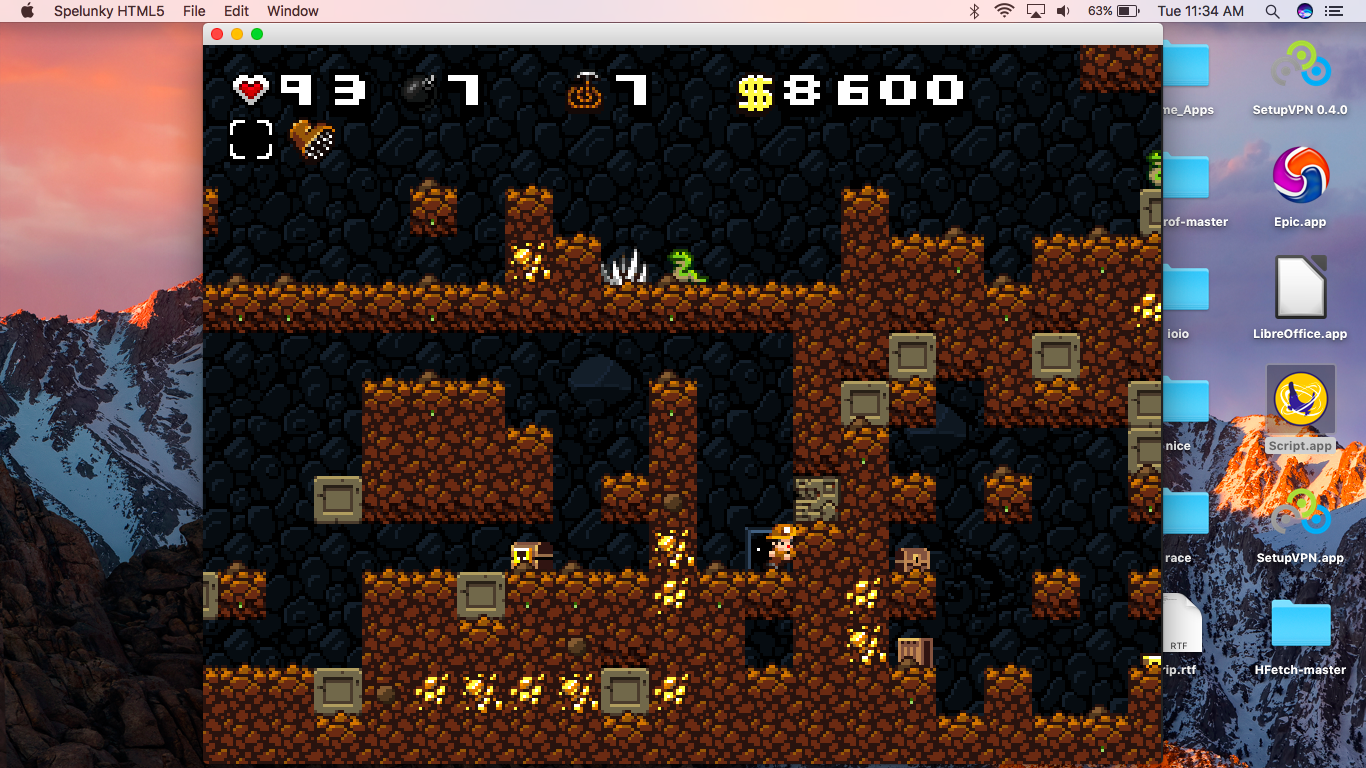 Spelunky HTML5 File Edit Window 63% Tue 11:34 AM
93 7 7 $8600
me_Apps SetupVPN 0.4.0
rof-master Epic.app
ioio LibreOffice.app
nice Script.app
race SetupVPN.app
RTF
rip.rtf HFetch-master